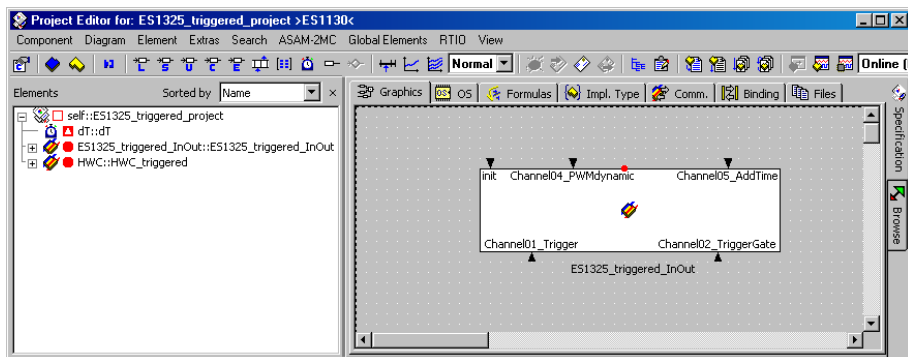 Project Editor for: ES1325_triggered_project >ES1130<
Component Diagram Element Extras Search ASAM-2MC Global Elements RTIO View
Normal Online
Elements Sored by Name
Graphics OS Formulas Impl. Type Comm. Binding Files
self::ES1325_triggered_project
dT::dT
ES1325_triggered_InOut::ES1325_triggered_InOut
HWC::HWC_triggered
init Channel04_PWMdynamic Channel05_AddTime
Channel01_Trigger Channel02_TriggerGate
ES1325_triggered_InOut
Specification
Browse